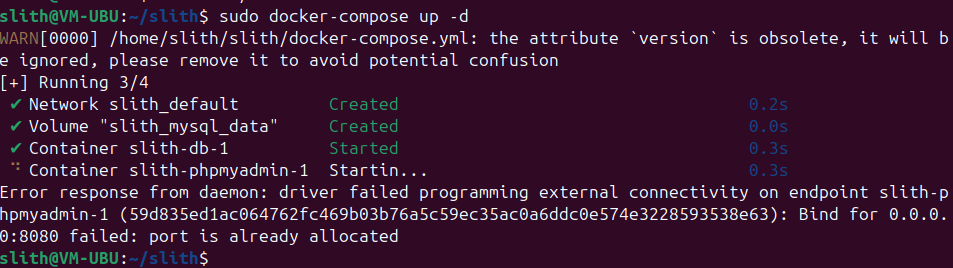 slith@VM-UBU:~/slith$ sudo docker-compose up -d
WARN[0000] /home/slith/slith/docker-compose.yml: the attribute `version` is obsolete, it will b
e ignored, please remove it to avoid potential confusion
[+] Running 3/4
✔ Network slith_default Created 0.2s
✔ Volume "slith_mysql_data" Created 0.0s
✔ Container slith-db-1 Started 0.3s
⠙ Container slith-phpmyadmin-1 Startin... 0.3s
Error response from daemon: driver failed programming external connectivity on endpoint slith-p
hpmyadmin-1 (59d835ed1ac064762fc469b03b76a5c59ec35ac0a6ddc0e574e3228593538e63): Bind for 0.0.0.
0:8080 failed: port is already allocated
slith@VM-UBU:~/slith$